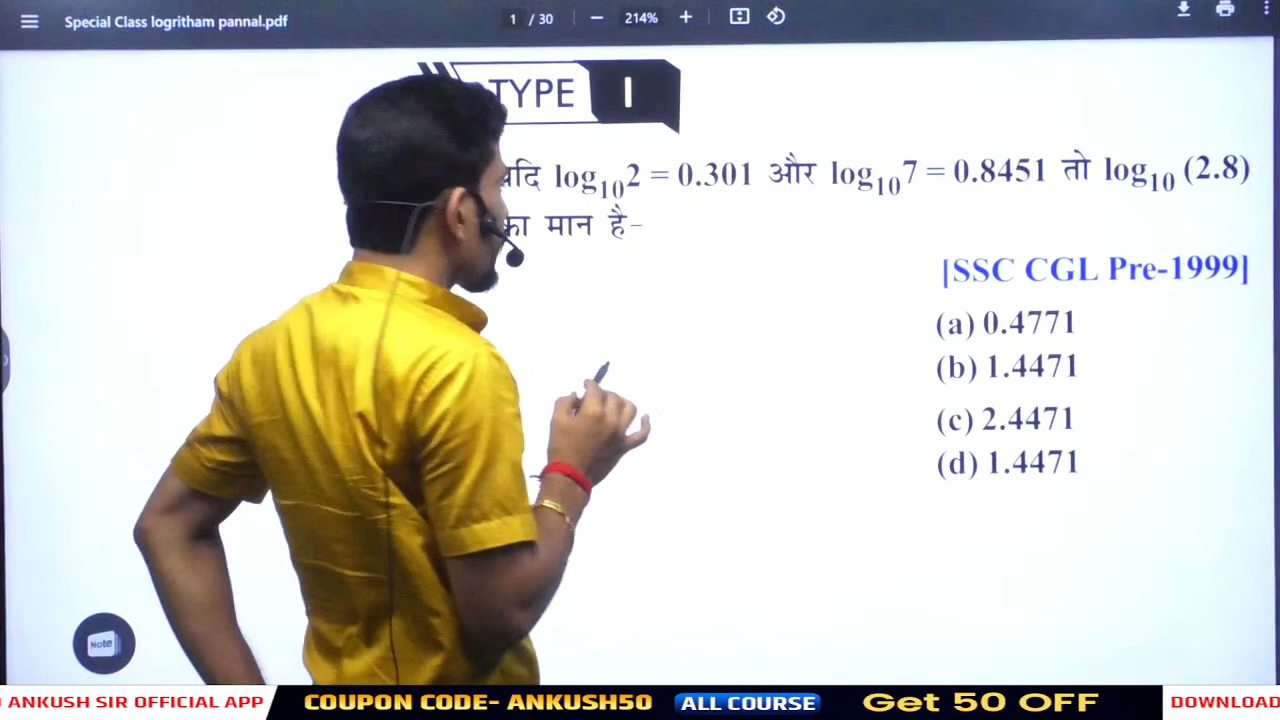 Special Class logritham pannal.pdf
1 / 30
214%
TYPE I
यदि log₁₀2 = 0.301 और log₁₀7 = 0.8451 तो log₁₀ (2.8)
का मान है-
[SSC CGL Pre-1999]
(a) 0.4771
(b) 1.4471
(c) 2.4471
(d) 1.4471
Note
ANKUSH SIR OFFICIAL APP
COUPON CODE- ANKUSH50
ALL COURSE
Get 50 OFF
DOWNLOAD